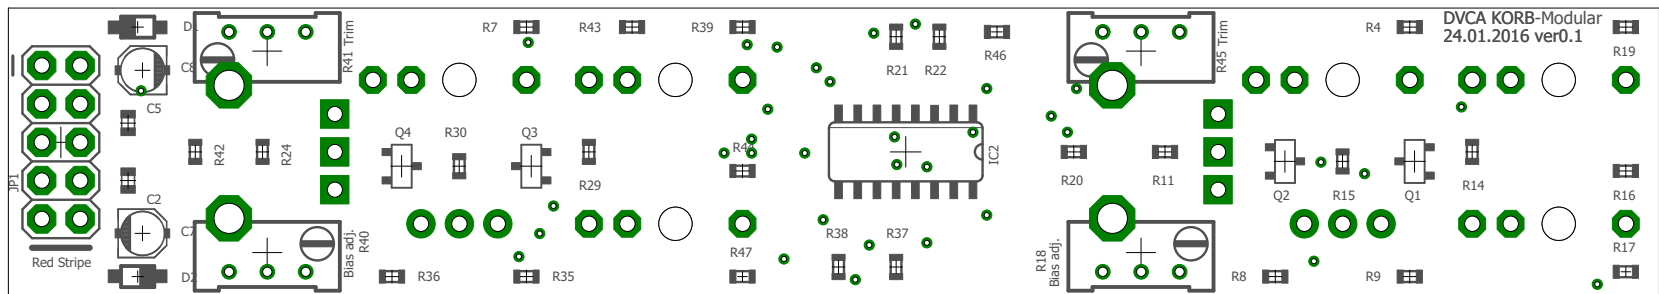 D1
R41 Trim
R7
R43
R39
R46
R45 Trim
R4
DVCA KORB-Modular
24.01.2016 ver0.1
R19
C8
R21
R22
C5
R42
R24
Q4
R30
Q3
R29
R44
IC2
R20
R11
Q2
R15
Q1
R14
R16
JP1
C2
C7
Red Stripe
D2
Bias adj.
R40
R36
R35
R47
R38
R37
R18
Bias adj.
R8
R9
R17